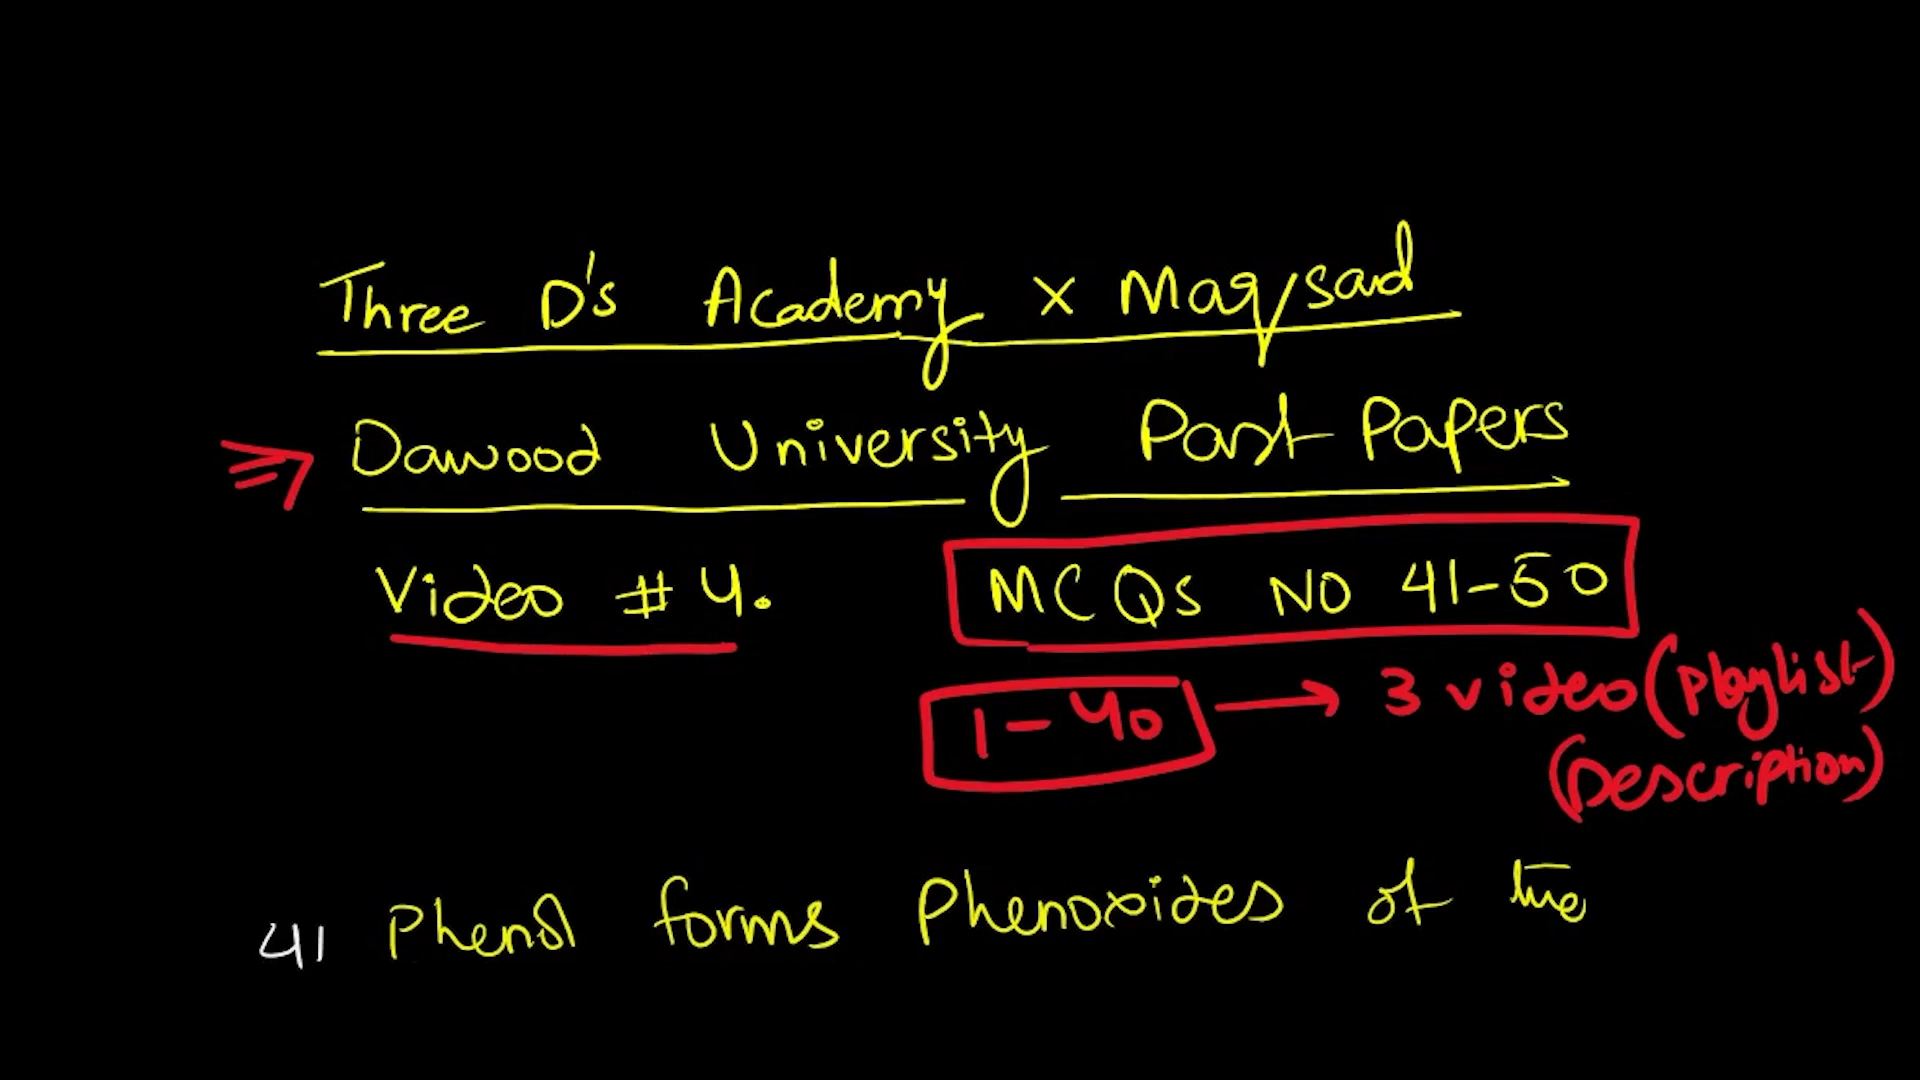 Three D's Academy x Maqsad
Dawood University Past Papers
Video # 4. MCQs NO 41-50
1-40 → 3 video (playlist)
(Description)
41 Phenol forms Phenoxides of the